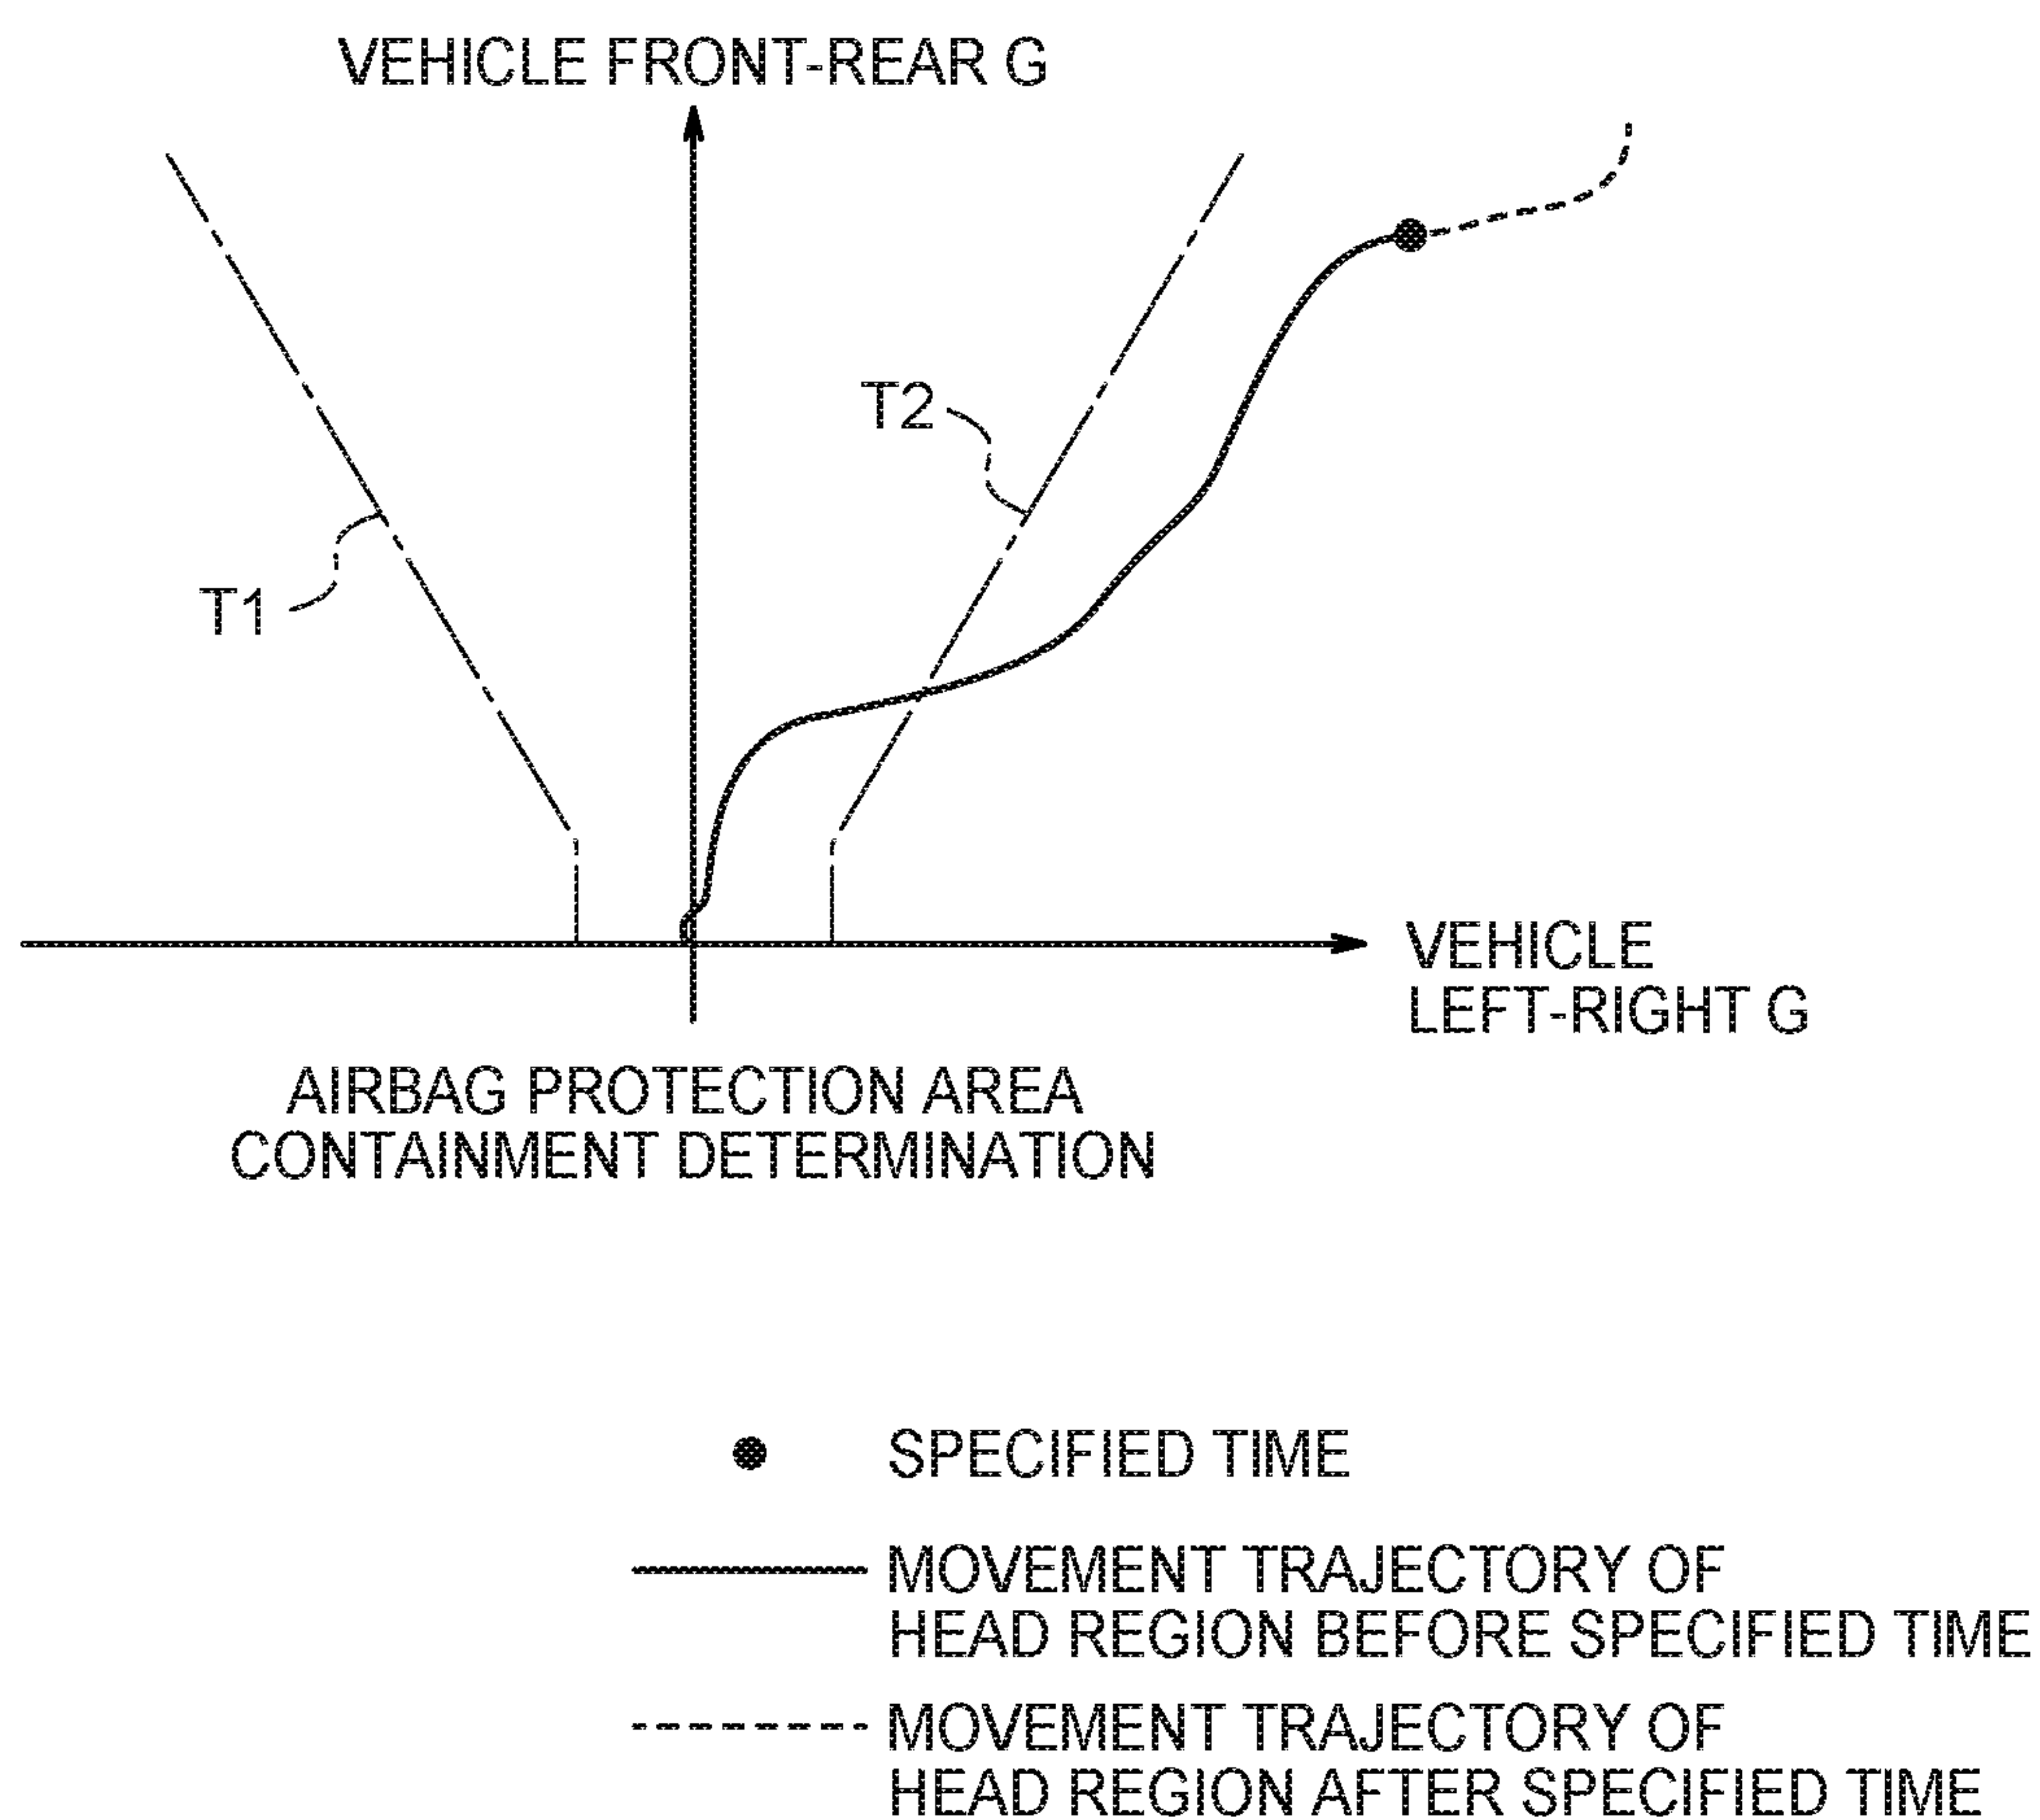 VEHICLE FRONT-REAR G
T2
T1
VEHICLE
LEFT-RIGHT G
AIRBAG PROTECTION AREA
CONTAINMENT DETERMINATION
SPECIFIED TIME
MOVEMENT TRAJECTORY OF
HEAD REGION BEFORE SPECIFIED TIME
MOVEMENT TRAJECTORY OF
HEAD REGION AFTER SPECIFIED TIME